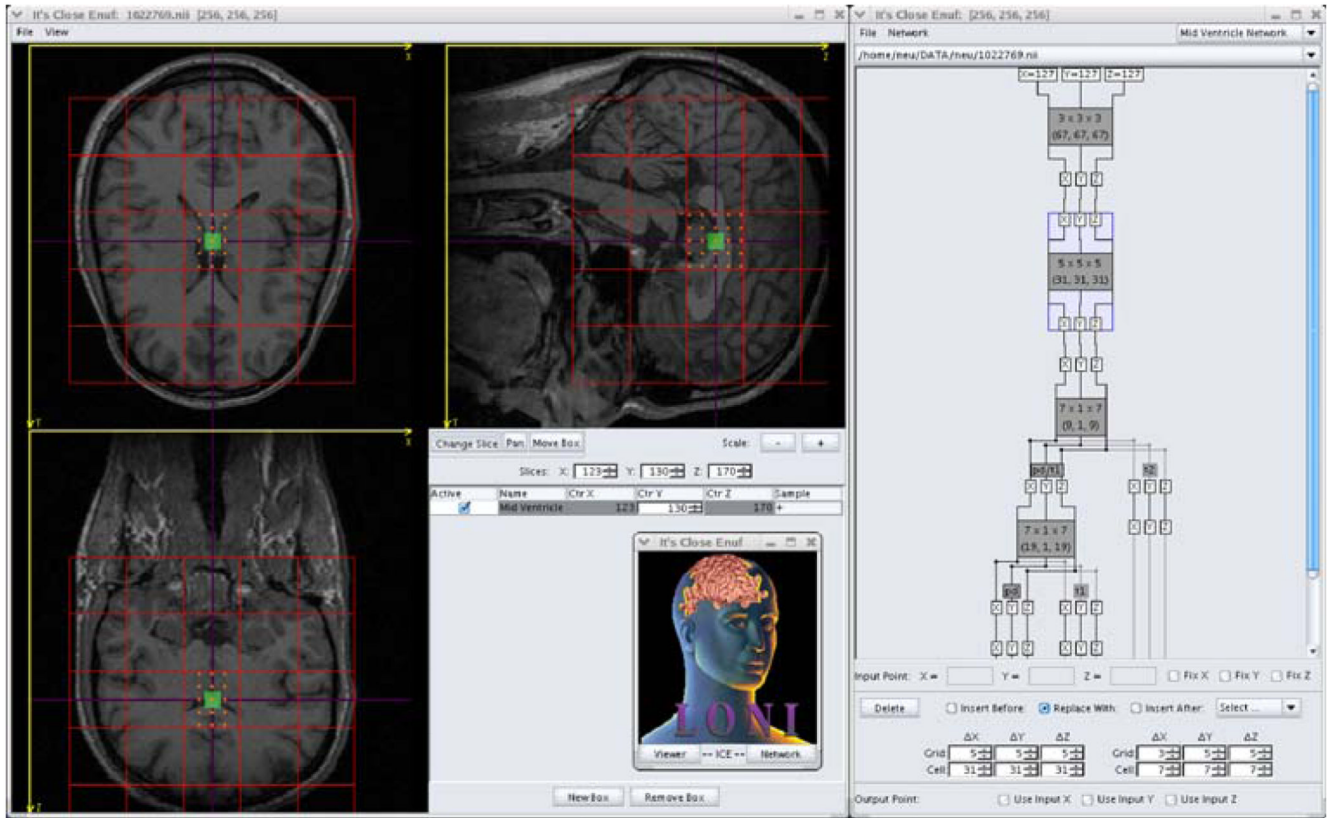 It's Close Enuf: 1022769.nii [256, 256, 256]
File View
X
Z
Y
Y
X
Z
Change Slice Pan Move Box Scale: - +
Slices: X: 123 Y: 130 Z: 170
Active Name Ctr X Ctr Y Ctr Z Sample
Mid Ventricle 123 130 170 +
It's Close Enuf
LONI
Viewer -- ICE -- Network
New Box Remove Box
It's Close Enuf: [256, 256, 256]
File Network Mid Ventricle Network
/home/neu/DATA/neu/1022769.nii
X=127 Y=127 Z=127
3 x 3 x 3
(67, 67, 67)
X Y Z
X Y Z
5 x 5 x 5
(31, 31, 31)
X Y Z
X Y Z
7 x 1 x 7
(9, 1, 9)
pd/t1 t2
X Y Z X Y Z
X Y Z
7 x 1 x 7
(19, 1, 19)
pd t1
X Y Z X Y Z
X Y Z X Y Z
Input Point: X = Y = Z = Fix X Fix Y Fix Z
Delete Insert Before: Replace With: Insert After: Select ...
ΔX ΔY ΔZ ΔX ΔY ΔZ
Grid: 5 5 5 Grid: 3 5 5
Cell: 31 31 31 Cell: 7 7 7
Output Point: Use Input X Use Input Y Use Input Z